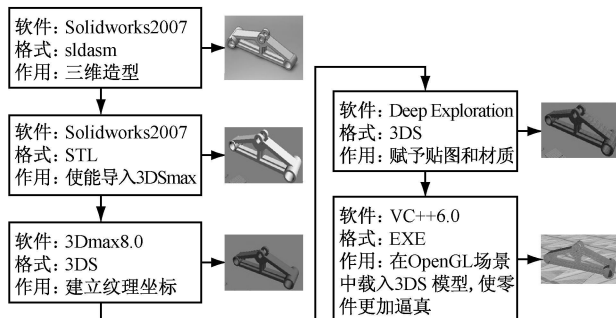 软件: Solidworks2007
格式: sldasm
作用: 三维造型
软件: Solidworks2007
格式: STL
作用: 使能导入3DSmax
软件: 3Dmax8.0
格式: 3DS
作用: 建立纹理坐标
软件: Deep Exploration
格式: 3DS
作用: 赋予贴图和材质
软件: VC++6.0
格式: EXE
作用: 在OpenGL场景
中载入3DS 模型, 使零
件更加逼真